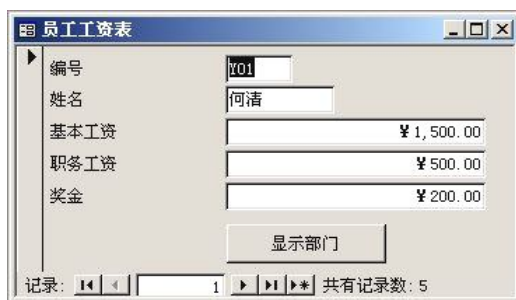 员工工资表
编号 Y01
姓名 何清
基本工资 ¥1,500.00
职务工资 ¥500.00
奖金 ¥200.00
显示部门
记录: 1 共有记录数: 5